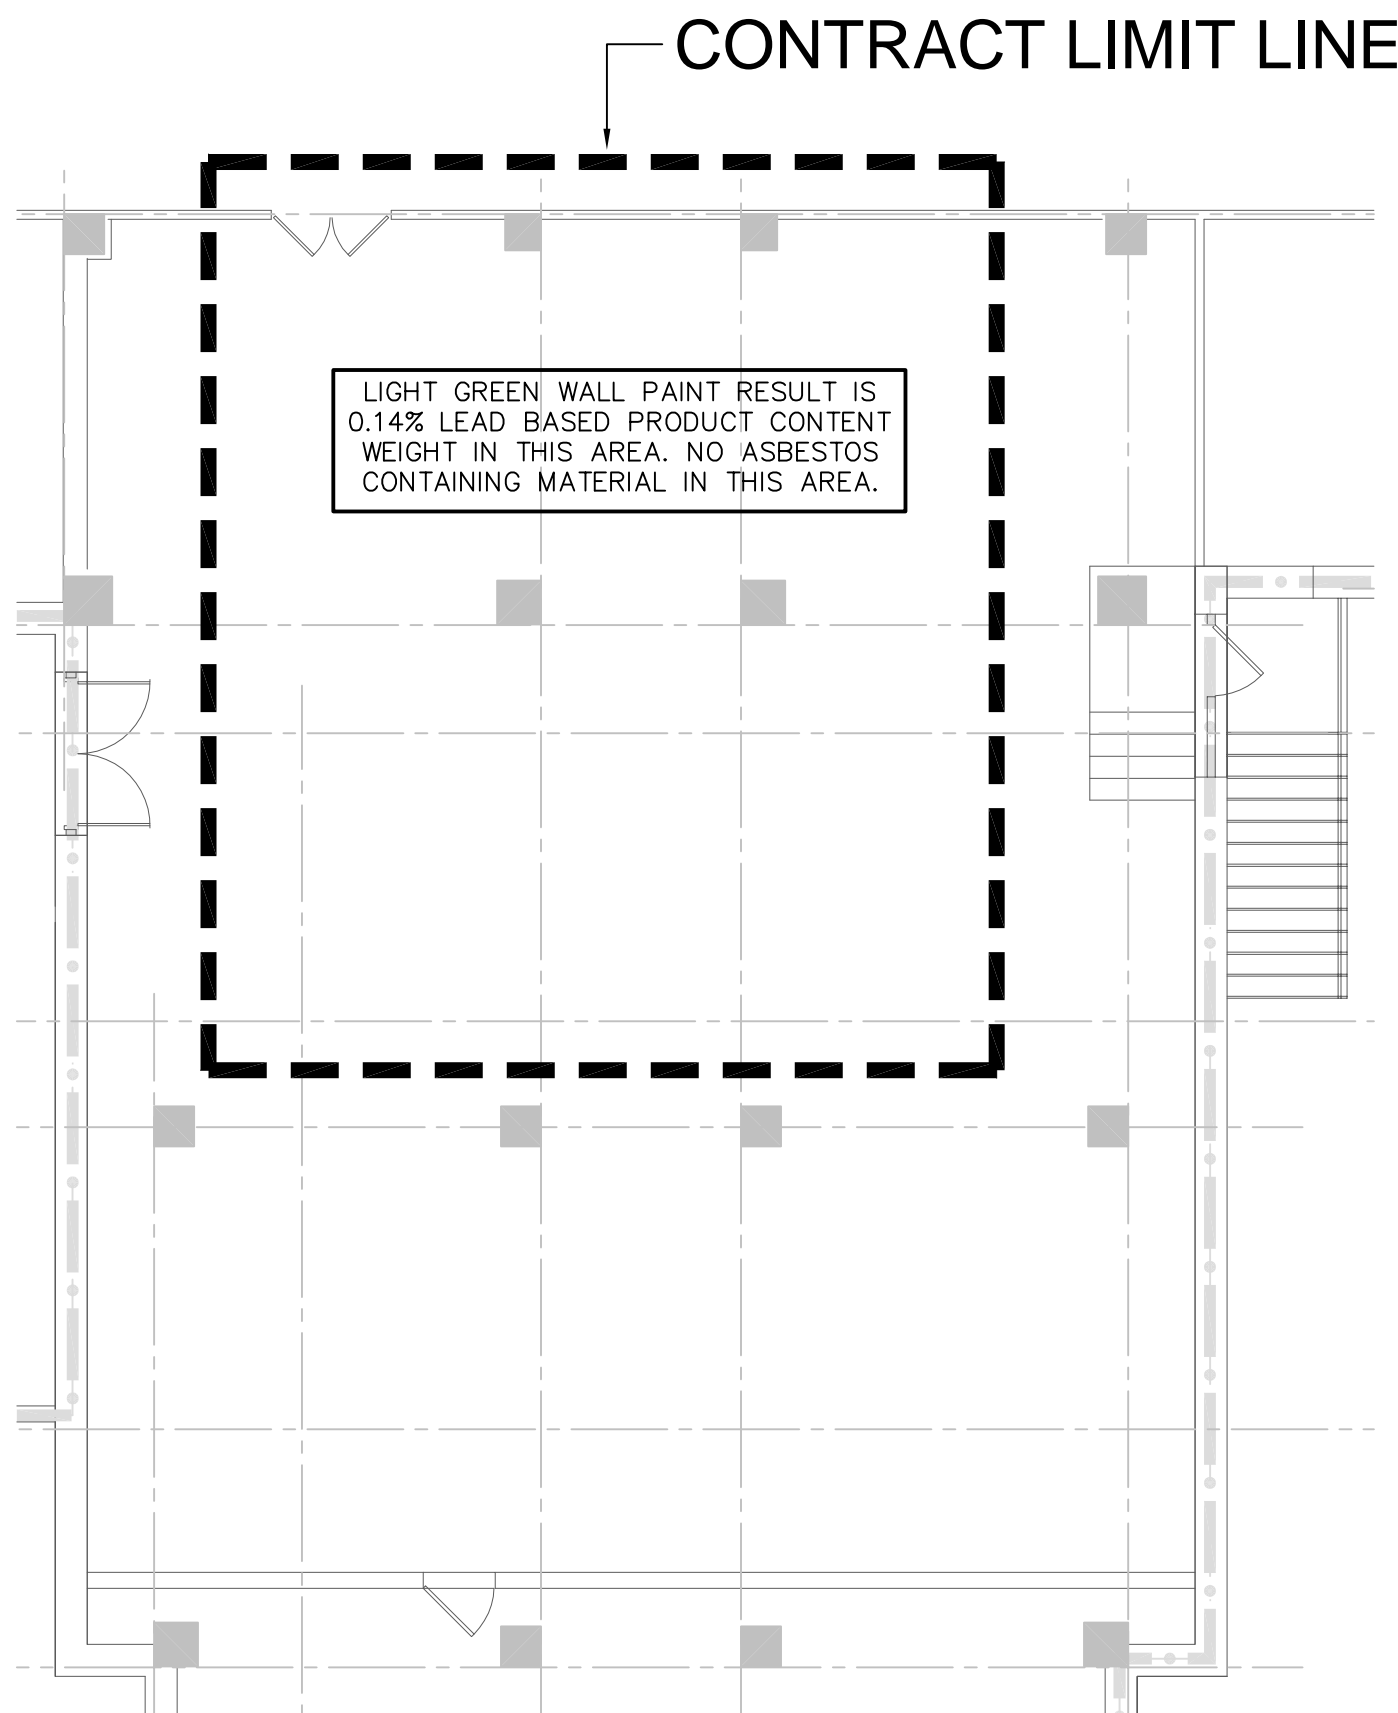 CONTRACT LIMIT LINE
LIGHT GREEN WALL PAINT RESULT IS
0.14% LEAD BASED PRODUCT CONTENT
WEIGHT IN THIS AREA. NO ASBESTOS
CONTAINING MATERIAL IN THIS AREA.